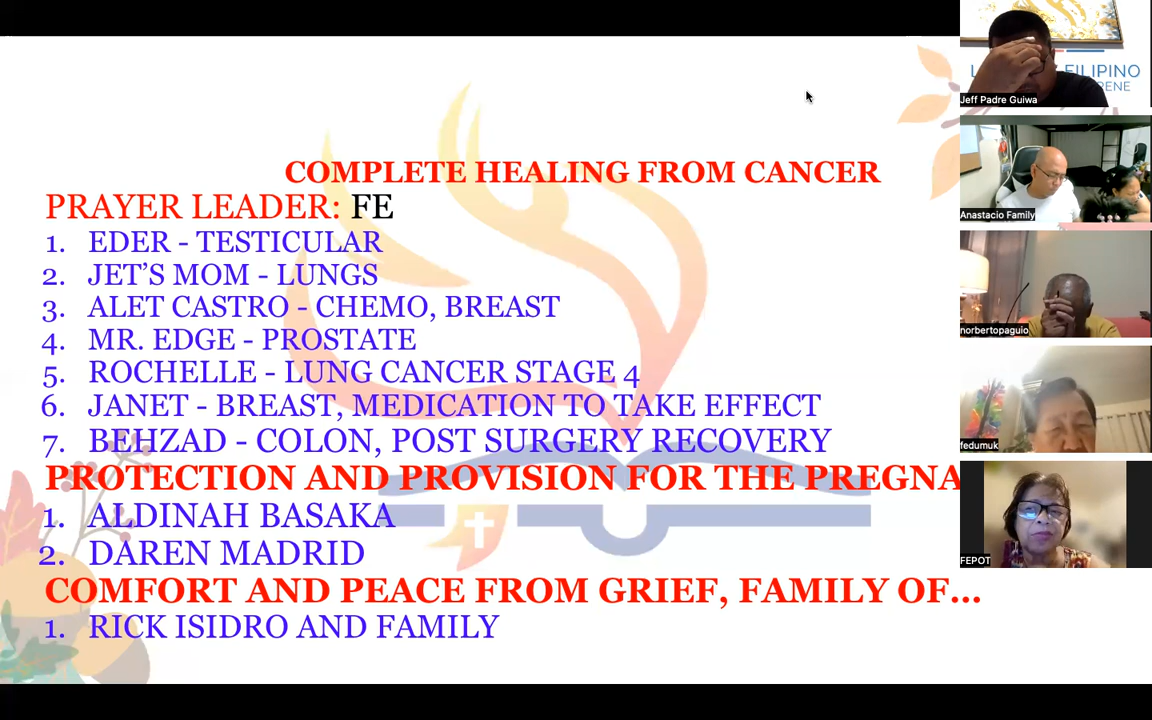 COMPLETE HEALING FROM CANCER
PRAYER LEADER: FE
1. EDER - TESTICULAR
2. JET’S MOM - LUNGS
3. ALET CASTRO - CHEMO, BREAST
4. MR. EDGE - PROSTATE
5. ROCHELLE - LUNG CANCER STAGE 4
6. JANET - BREAST, MEDICATION TO TAKE EFFECT
7. BEHZAD - COLON, POST SURGERY RECOVERY
PROTECTION AND PROVISION FOR THE PREGNA
1. ALDINAH BASAKA
2. DAREN MADRID
COMFORT AND PEACE FROM GRIEF, FAMILY OF...
1. RICK ISIDRO AND FAMILY
FILIPINO
Jeff Padre Guiwa
Anastacio Family
norbertopaguio
fedumuk
FEPOT